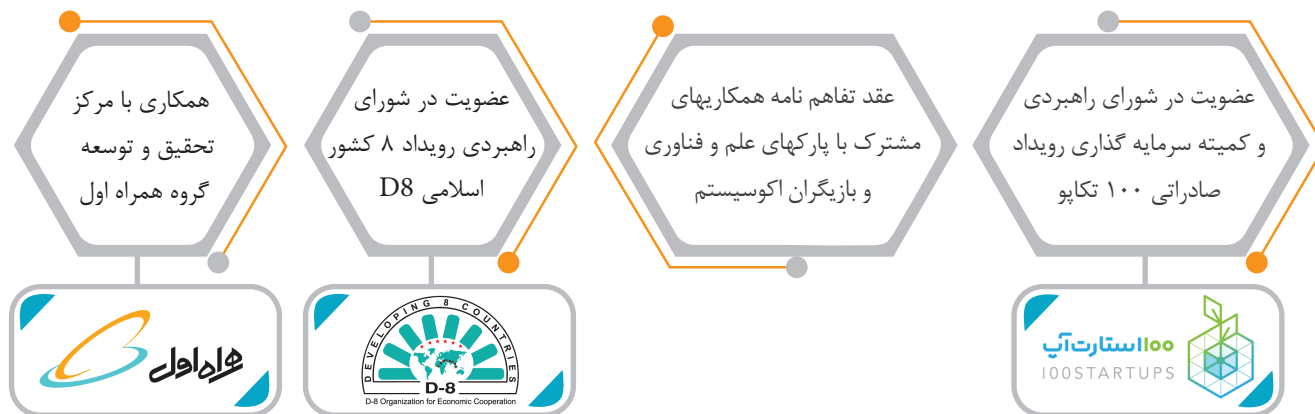 عضویت در شورای راهبردی
و کمیته سرمایه گذاری رویداد
صادراتی ۱۰۰ تکاپو
عقد تفاهم نامه همکاریهای
مشترک با پارکهای علم و فناوری
و بازیگران اکوسیستم
عضویت در شورای
راهبردی رویداد ۸ کشور
اسلامی D8
همکاری با مرکز
تحقیق و توسعه
گروه همراه اول
۱۰۰استارت‌آپ
100STARTUPS
DEVELOPING 8 COUNTRIES
D-8
D-8 Organization for Economic Cooperation
همراه اول